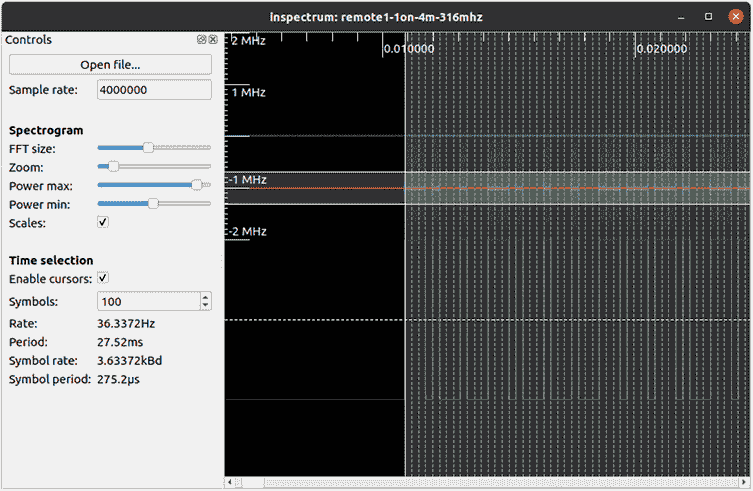 Inspectrum: remote1-1on-4m-316mhz
Controls
Open file...
Sample rate: 4000000
Spectrogram
FFT size:
Zoom:
Power max:
Power min:
Scales:
Time selection
Enable cursors:
Symbols: 100
Rate: 36.3372Hz
Period: 27.52ms
Symbol rate: 3.63372kBd
Symbol period: 275.2µs
2 MHz
0.010000
0.020000
1 MHz
-1 MHz
-2 MHz